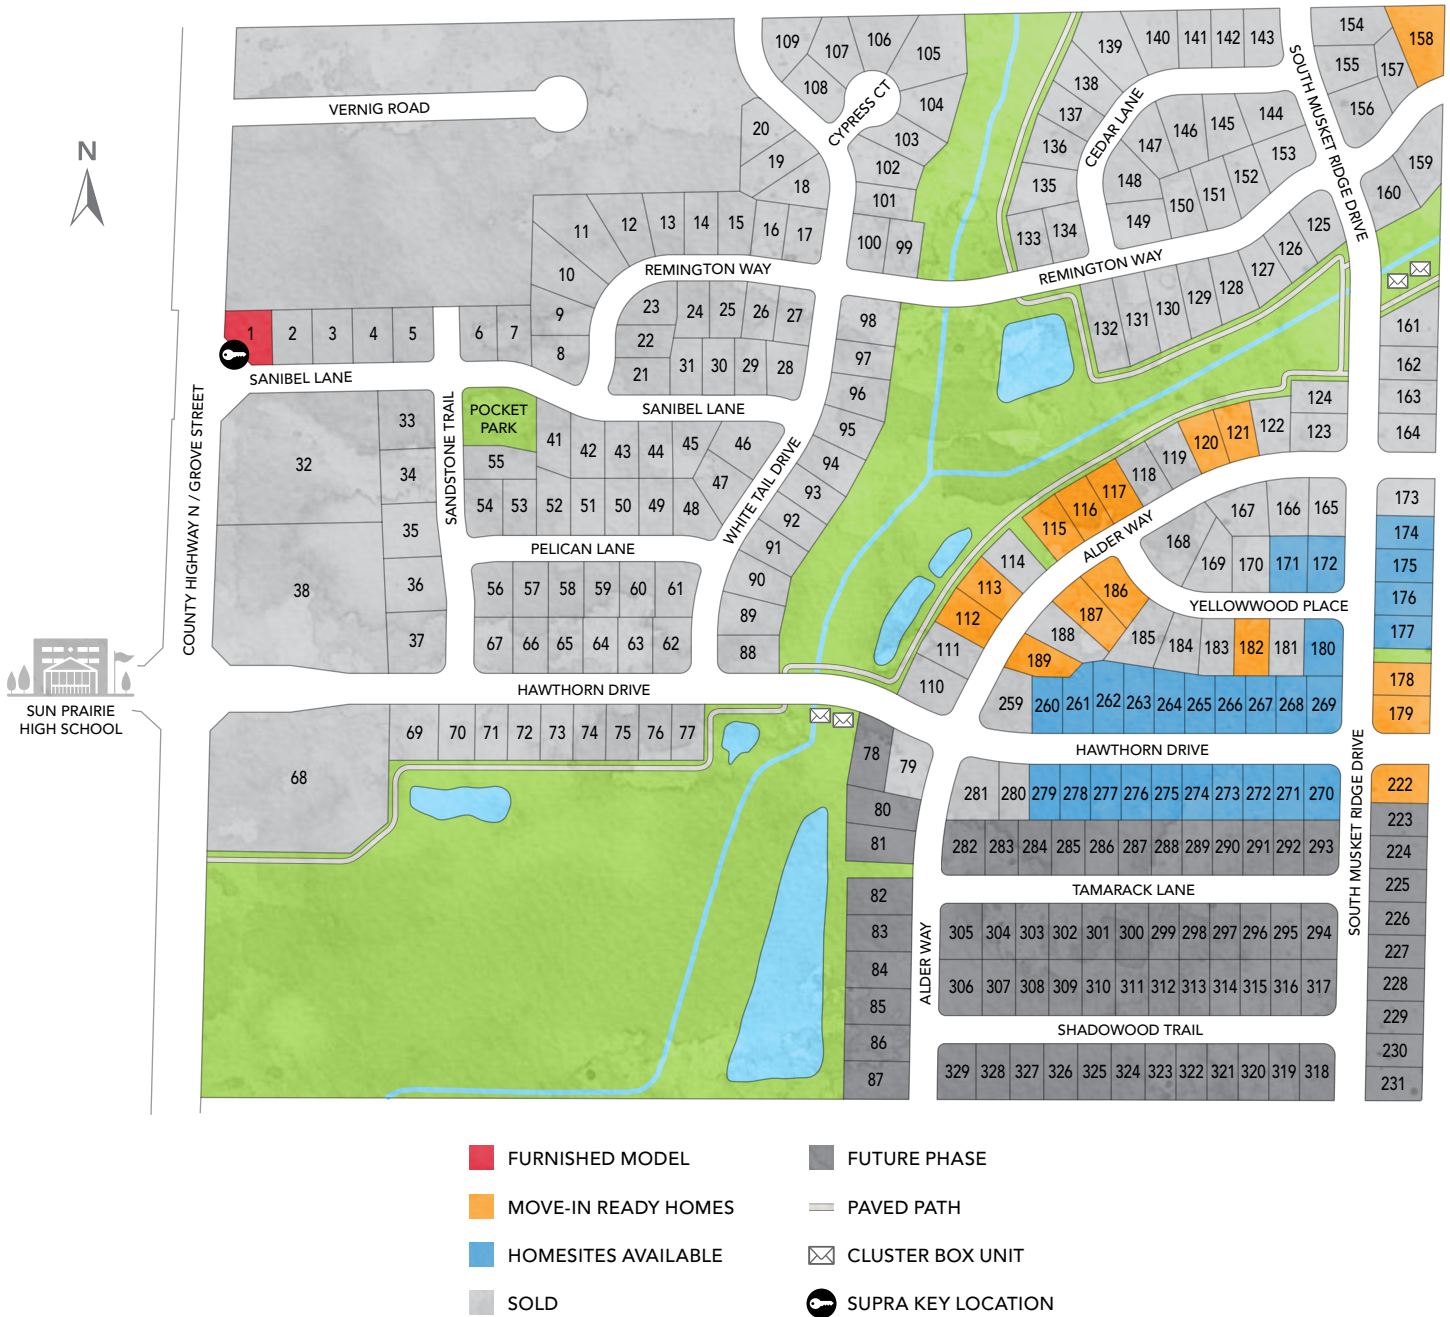 109 107 106 105
108
104
103
102
101
100 99
CYPRESS CT
154
158
155 157
156
140 141 142 143
139
138
137
136
135
133 134
CEDAR LANE
SOUTH MUSKET RIDGE DRIVE
144
145
146
147
148
149
150 151 152 153
159
160
VERNIG ROAD
N
20
19
18
11 12 13 14 15 16 17
10
9
8
REMINGTON WAY
REMINGTON WAY
125
126
127
128
129
130
131
132
1 2 3 4 5 6 7
23 24 25 26 27
22
21 31 30 29 28
98
97
96
95
94
93
92
91
90
89
88
161
162
163
164
SANIBEL LANE
SANIBEL LANE
COUNTY HIGHWAY N / GROVE STREET
SANDSTONE TRAIL
POCKET
PARK
WHITE TAIL DRIVE
32
33
34
35
36
37
38
41 42 43 44 45 46
47
55
54 53 52 51 50 49 48
PELICAN LANE
56 57 58 59 60 61
67 66 65 64 63 62
124
123
122
121
120
119
118
117
116
115
114
113
112
111
110
ALDER WAY
165
166
167
168
169 170 171 172
173
174
175
176
177
178
179
YELLOWWOOD PLACE
186
187
188
189
185 184 183 182 181 180
259 260 261 262 263 264 265 266 267 268 269
SUN PRAIRIE
HIGH SCHOOL
HAWTHORN DRIVE
HAWTHORN DRIVE
68
69 70 71 72 73 74 75 76 77
78
79
80
81
82
83
84
85
86
87
ALDER WAY
281 280 279 278 277 276 275 274 273 272 271 270
282 283 284 285 286 287 288 289 290 291 292 293
TAMARACK LANE
305 304 303 302 301 300 299 298 297 296 295 294
306 307 308 309 310 311 312 313 314 315 316 317
SHADOWOOD TRAIL
329 328 327 326 325 324 323 322 321 320 319 318
SOUTH MUSKET RIDGE DRIVE
222
223
224
225
226
227
228
229
230
231
FURNISHED MODEL
MOVE-IN READY HOMES
HOMESITES AVAILABLE
SOLD
FUTURE PHASE
PAVED PATH
CLUSTER BOX UNIT
SUPRA KEY LOCATION